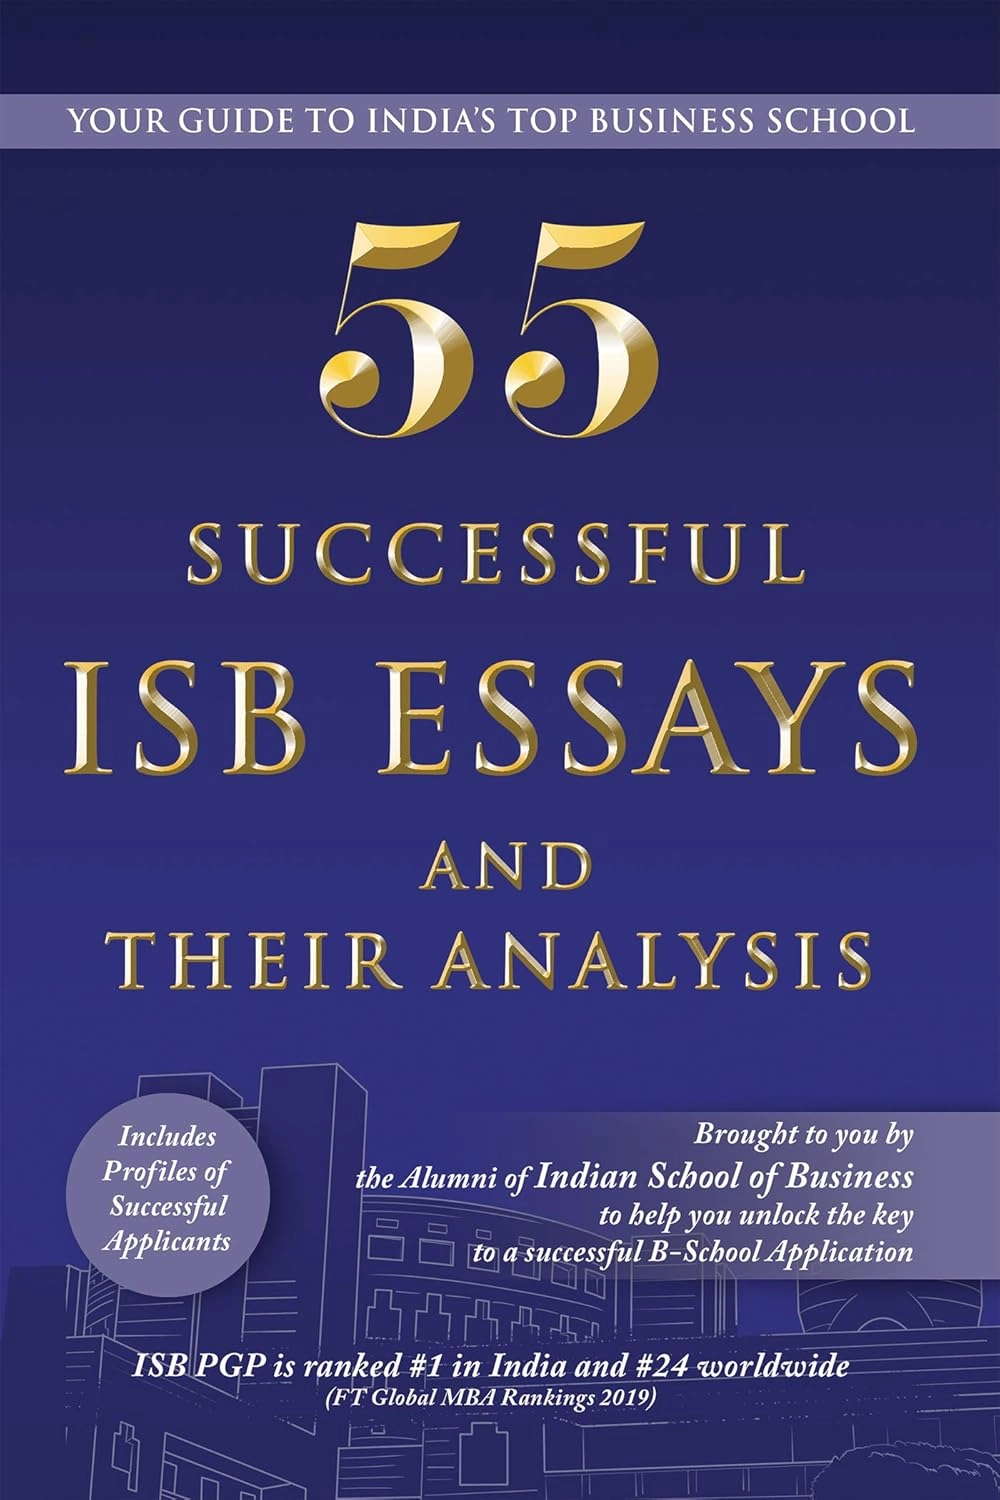 YOUR GUIDE TO INDIA'S TOP BUSINESS SCHOOL
55
SUCCESSFUL
ISB ESSAYS
AND
THEIR ANALYSIS
Includes
Profiles of
Successful
Applicants
Brought to you by
the Alumni of Indian School of Business
to help you unlock the key
to a successful B-School Application
ISB PGP is ranked #1 in India and #24 worldwide
(FT Global MBA Rankings 2019)